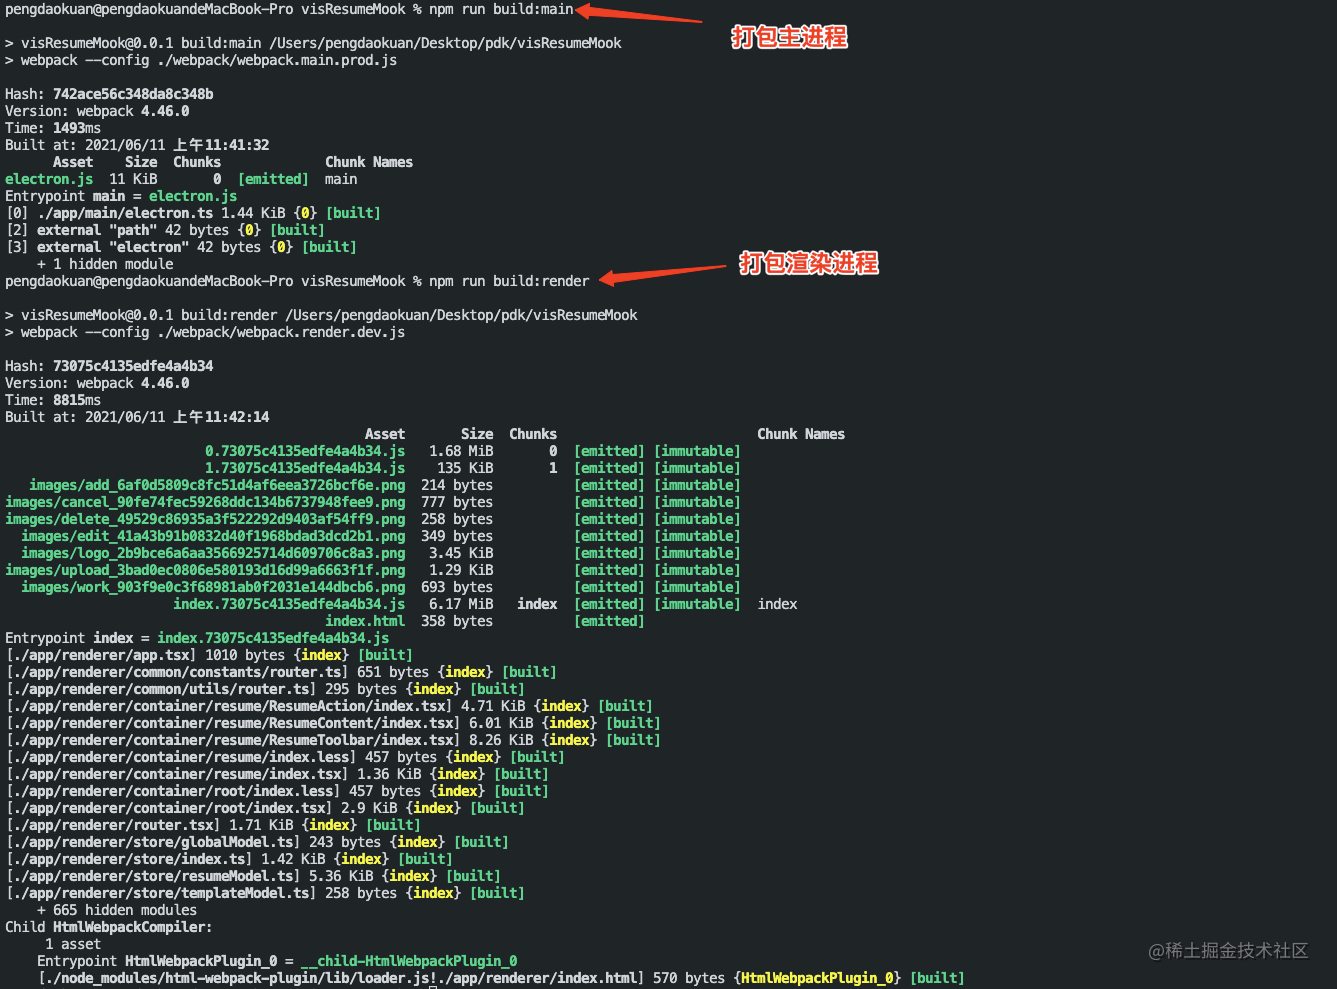 pengdaokuan@pengdaokuandeMacBook-Pro visResumeMook % npm run build:main
打包主进程
> visResumeMook@0.0.1 build:main /Users/pengdaokuan/Desktop/pdk/visResumeMook
> webpack --config ./webpack/webpack.main.prod.js
Hash: 742ace56c348da8c348b
Version: webpack 4.46.0
Time: 1493ms
Built at: 2021/06/11 上午11:41:32
Asset Size Chunks Chunk Names
electron.js 11 KiB 0 [emitted] main
Entrypoint main = electron.js
[0] ./app/main/electron.ts 1.44 KiB {0} [built]
[2] external "path" 42 bytes {0} [built]
[3] external "electron" 42 bytes {0} [built]
+ 1 hidden module
pengdaokuan@pengdaokuandeMacBook-Pro visResumeMook % npm run build:render
打包渲染进程
> visResumeMook@0.0.1 build:render /Users/pengdaokuan/Desktop/pdk/visResumeMook
> webpack --config ./webpack/webpack.render.dev.js
Hash: 73075c4135edfe4a4b34
Version: webpack 4.46.0
Time: 8815ms
Built at: 2021/06/11 上午11:42:14
Asset Size Chunks Chunk Names
0.73075c4135edfe4a4b34.js 1.68 MiB 0 [emitted] [immutable]
1.73075c4135edfe4a4b34.js 135 KiB 1 [emitted] [immutable]
images/add_6af0d5809c8fc51d4af6eea3726bcf6e.png 214 bytes [emitted] [immutable]
images/cancel_90fe74fec59268ddc134b6737948fee9.png 777 bytes [emitted] [immutable]
images/delete_49529c86935a3f522292d9403af54ff9.png 258 bytes [emitted] [immutable]
images/edit_41a43b91b0832d40f1968bdad3dcd2b1.png 349 bytes [emitted] [immutable]
images/logo_2b9bce6a6aa3566925714d609706c8a3.png 3.45 KiB [emitted] [immutable]
images/upload_3bad0ec0806e580193d16d99a6663f1f.png 1.29 KiB [emitted] [immutable]
images/work_903f9e0c3f68981ab0f2031e144dbcb6.png 693 bytes [emitted] [immutable]
index.73075c4135edfe4a4b34.js 6.17 MiB index [emitted] [immutable] index
index.html 358 bytes [emitted]
Entrypoint index = index.73075c4135edfe4a4b34.js
[./app/renderer/app.tsx] 1010 bytes {index} [built]
[./app/renderer/common/constants/router.ts] 651 bytes {index} [built]
[./app/renderer/common/utils/router.ts] 295 bytes {index} [built]
[./app/renderer/container/resume/ResumeAction/index.tsx] 4.71 KiB {index} [built]
[./app/renderer/container/resume/ResumeContent/index.tsx] 6.01 KiB {index} [built]
[./app/renderer/container/resume/ResumeToolbar/index.tsx] 8.26 KiB {index} [built]
[./app/renderer/container/resume/index.less] 457 bytes {index} [built]
[./app/renderer/container/resume/index.tsx] 1.36 KiB {index} [built]
[./app/renderer/container/root/index.less] 457 bytes {index} [built]
[./app/renderer/container/root/index.tsx] 2.9 KiB {index} [built]
[./app/renderer/router.tsx] 1.71 KiB {index} [built]
[./app/renderer/store/globalModel.ts] 243 bytes {index} [built]
[./app/renderer/store/index.ts] 1.42 KiB {index} [built]
[./app/renderer/store/resumeModel.ts] 5.36 KiB {index} [built]
[./app/renderer/store/templateModel.ts] 258 bytes {index} [built]
+ 665 hidden modules
Child HtmlWebpackCompiler:
1 asset
Entrypoint HtmlWebpackPlugin_0 = __child-HtmlWebpackPlugin_0
[./node_modules/html-webpack-plugin/lib/loader.js!./app/renderer/index.html] 570 bytes {HtmlWebpackPlugin_0} [built]
@稀土掘金技术社区